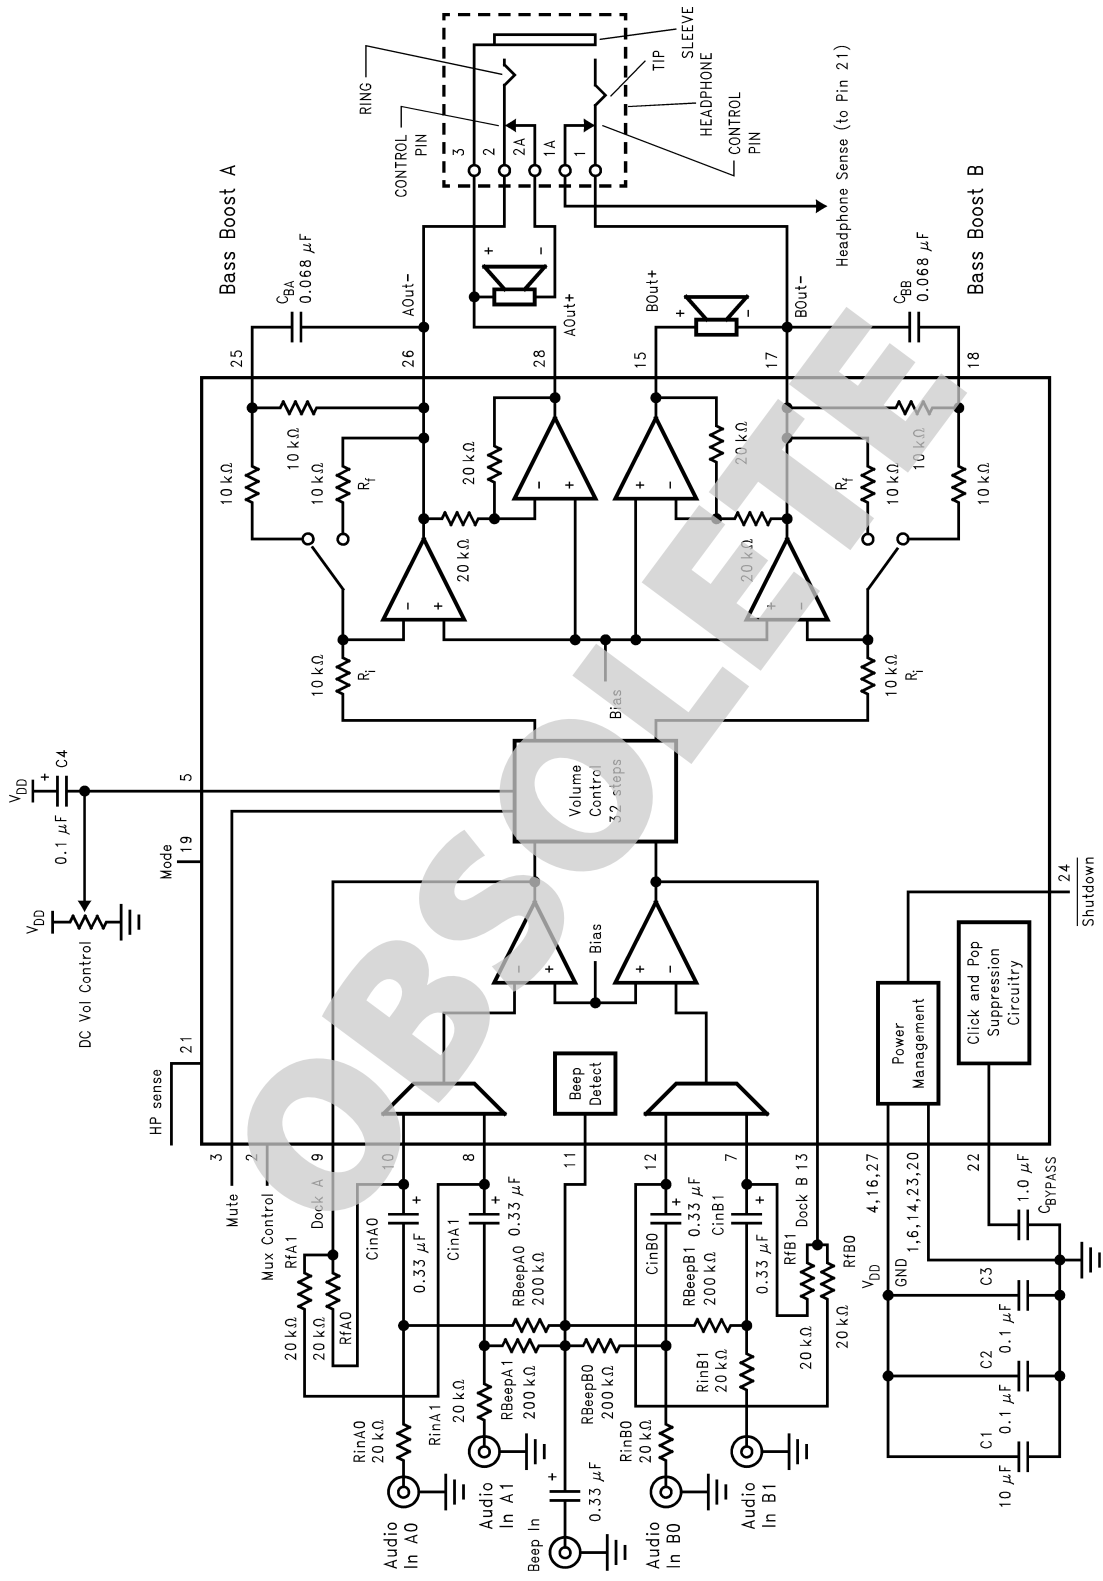 Audio
In A0
RinA0
20 kΩ
Audio
In A1
RinA1
20 kΩ
Beep In
0.33 μF
+
Audio
In B0
RinB0
20 kΩ
Audio
In B1
RinB1
20 kΩ
RfA1
20 kΩ
RfA0
20 kΩ
RBeepA0
200 kΩ
RBeepA1
200 kΩ
RBeepB0
200 kΩ
RBeepB1
200 kΩ
RfB1
20 kΩ
RfB0
20 kΩ
CinA0
+
0.33 μF
CinA1
+
0.33 μF
CinB0
+
0.33 μF
CinB1
+
0.33 μF
10 μF
C1
0.1 μF
C2
0.1 μF
C3
1.0 μF
CBYPASS
VDD
GND
Mute
3
Mux Control
2
Dock A
9
10
8
11
12
7
Dock B
13
4,16,27
1,6,14,23,20
22
HP sense
21
DC Vol Control
VDD
VDD
+
C4
0.1 μF
Mode
19
5
Beep
Detect
Power
Management
Click and Pop
Suppression
Circuitry
24
Shutdown
−
+
Bias
+
−
Volume
Control
32 steps
Bias
10 kΩ
Ri
10 kΩ
Ri
−
+
+
−
10 kΩ
10 kΩ
10 kΩ
Rf
20 kΩ
20 kΩ
−
+
+
−
20 kΩ
20 kΩ
Rf
10 kΩ
10 kΩ
10 kΩ
25
26
28
15
17
18
Bass Boost A
CBA
0.068 μF
AOut−
AOut+
+
−
BOut+
+
−
BOut−
CBB
0.068 μF
Bass Boost B
Headphone Sense (to Pin 21)
3
2
2A
1A
1
CONTROL
PIN
RING
CONTROL
PIN
HEADPHONE
TIP
SLEEVE
OBSOLETE